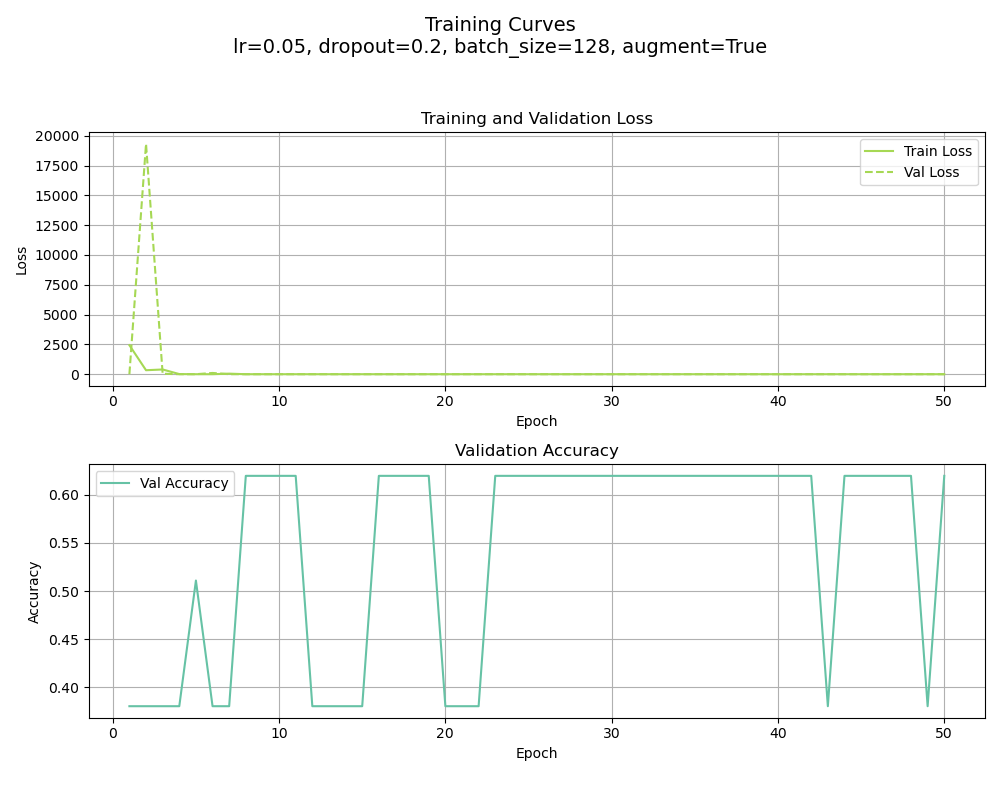 Training Curves
lr=0.05, dropout=0.2, batch_size=128, augment=True
Training and Validation Loss
20000
17500
15000
12500
10000
7500
5000
2500
0
Loss
Train Loss
Val Loss
0 10 20 30 40 50
Epoch
Validation Accuracy
Val Accuracy
0.60
0.55
0.50
0.45
0.40
Accuracy
0 10 20 30 40 50
Epoch